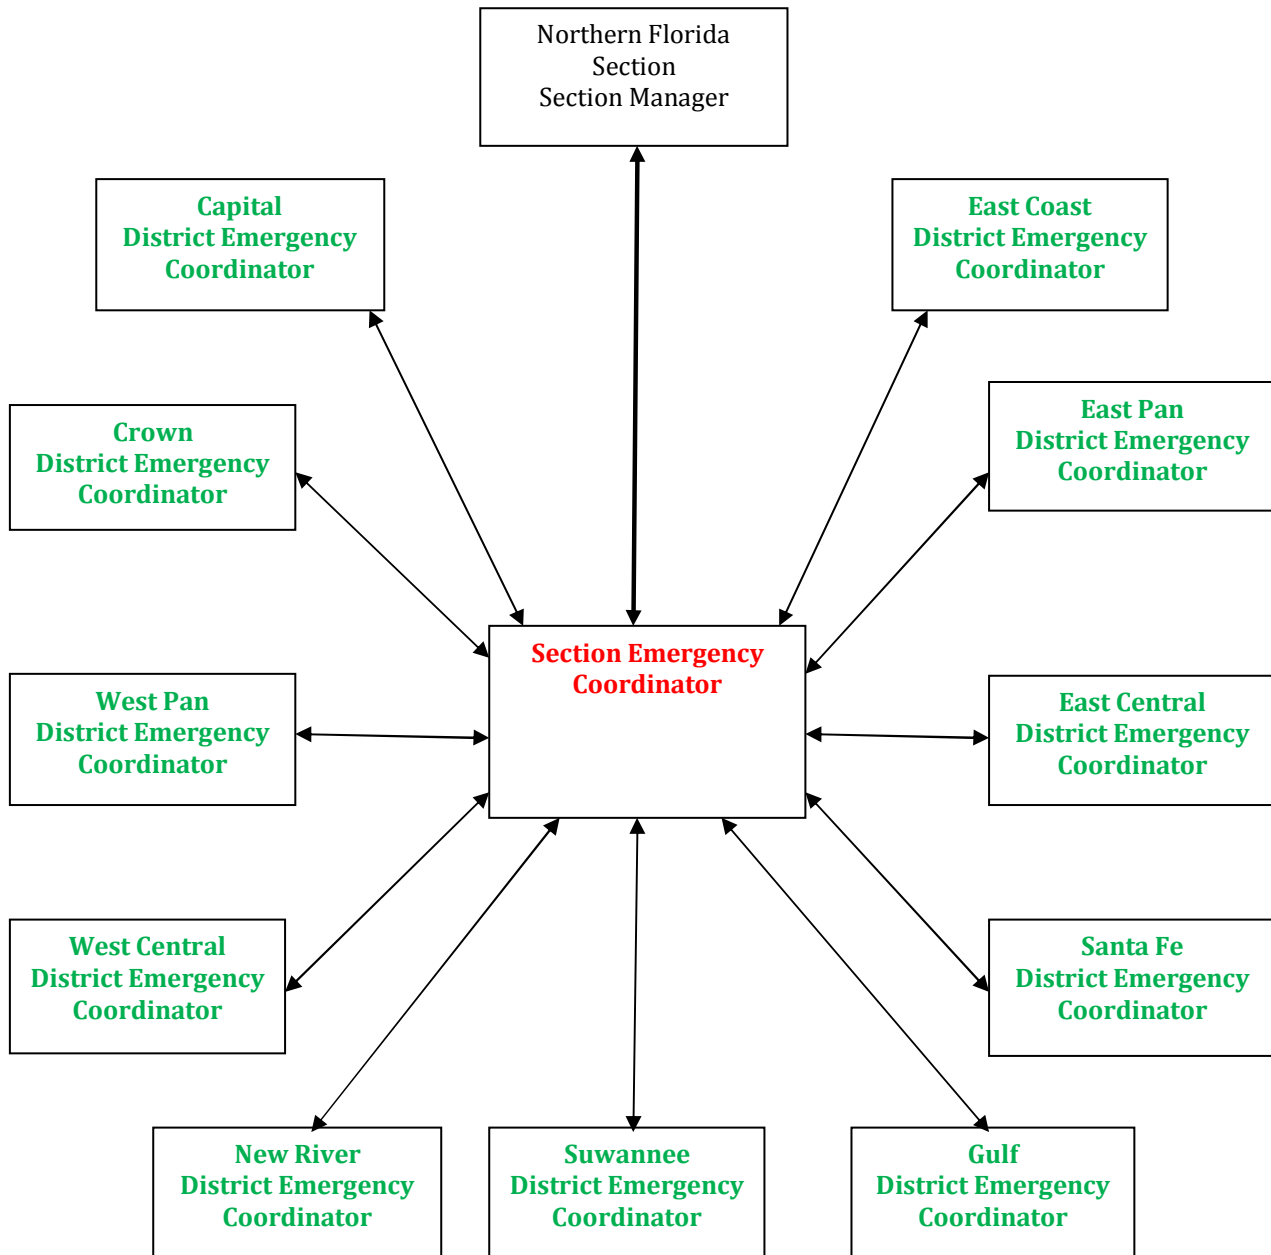 Northern Florida
Section
Section Manager
Capital
District Emergency
Coordinator
East Coast
District Emergency
Coordinator
Crown
District Emergency
Coordinator
East Pan
District Emergency
Coordinator
Section Emergency
Coordinator
West Pan
District Emergency
Coordinator
East Central
District Emergency
Coordinator
West Central
District Emergency
Coordinator
Santa Fe
District Emergency
Coordinator
New River
District Emergency
Coordinator
Suwannee
District Emergency
Coordinator
Gulf
District Emergency
Coordinator